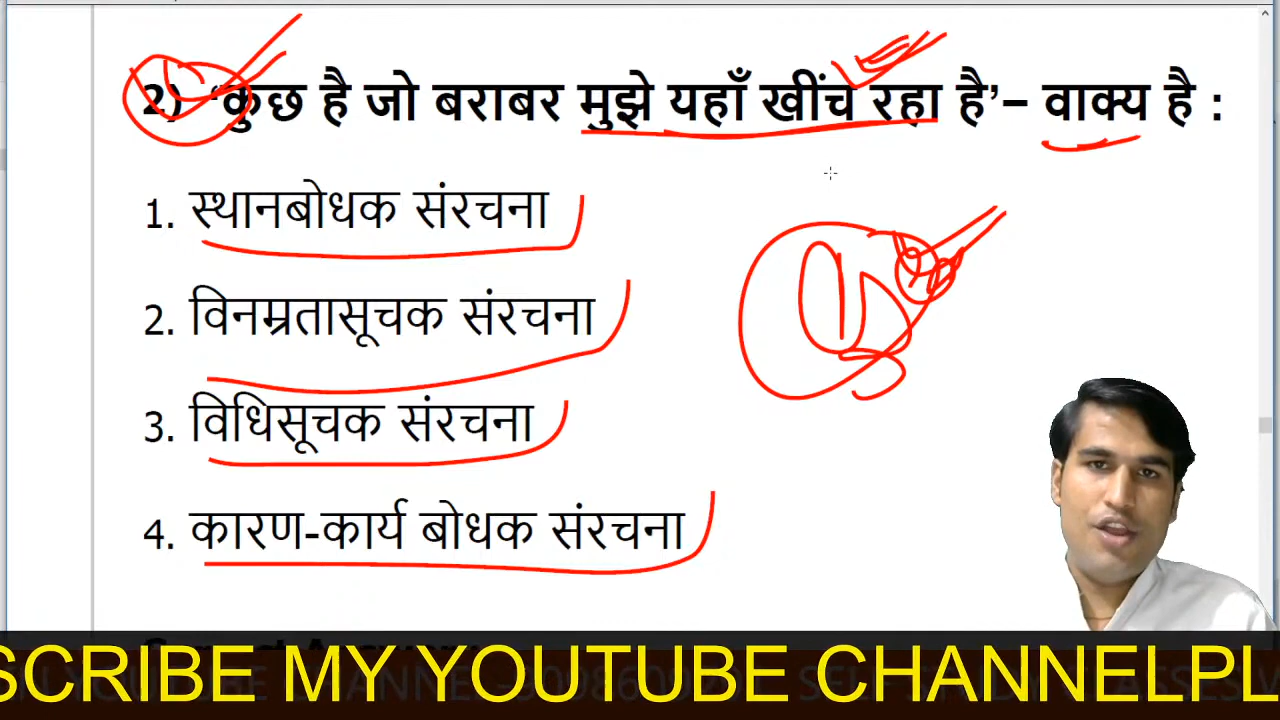 2) ‘कुछ है जो बराबर मुझे यहाँ खींच रहा है’– वाक्य है :
1. स्थानबोधक संरचना
2. विनम्रतासूचक संरचना
3. विधिसूचक संरचना
4. कारण-कार्य बोधक संरचना
SCRIBE MY YOUTUBE CHANNELPL